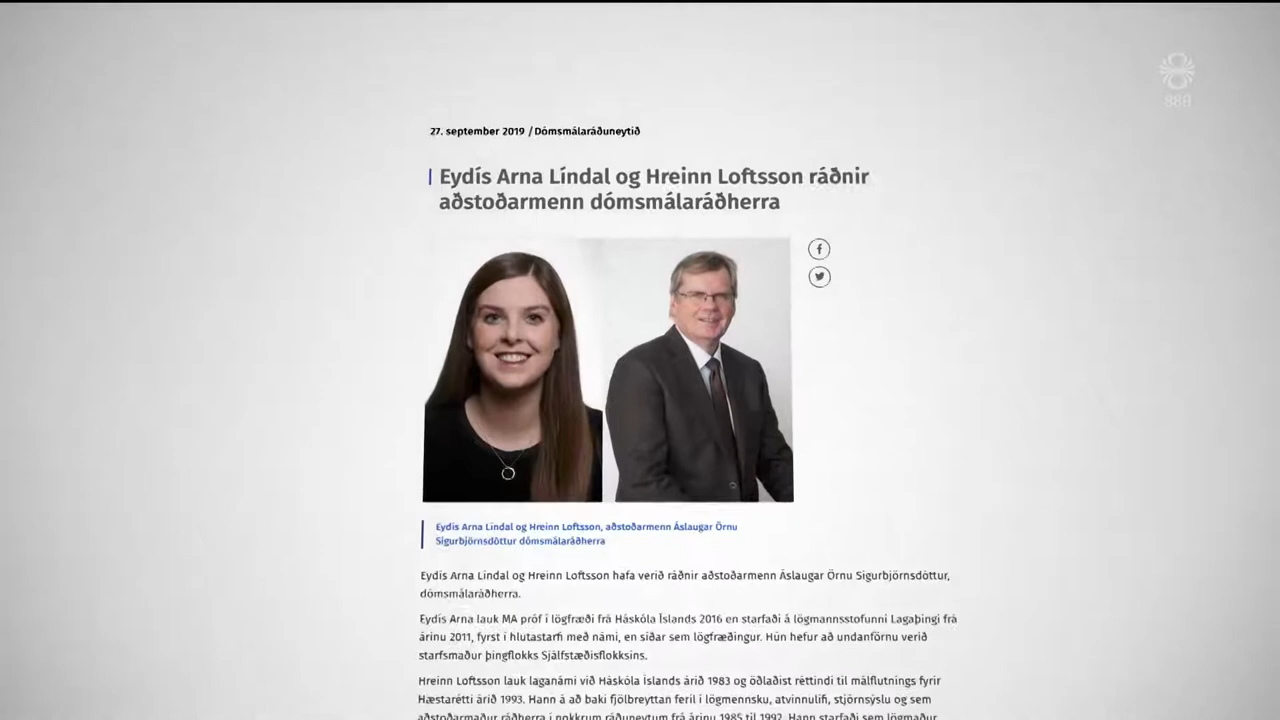 888
27. september 2019 / Dómsmálaráðuneytið
Eydís Arna Líndal og Hreinn Loftsson ráðnir
aðstoðarmenn dómsmálaráðherra
Eydís Arna Líndal og Hreinn Loftsson, aðstoðarmenn Áslaugar Örnu
Sigurbjörnsdóttur dómsmálaráðherra
Eydís Arna Líndal og Hreinn Loftsson hafa verið ráðnir aðstoðarmenn Áslaugar Örnu Sigurbjörnsdóttur,
dómsmálaráðherra.
Eydís Arna lauk MA próf í lögfræði frá Háskóla Íslands 2016 en starfaði á lögmannsstofunni Lagaþingi frá
árinu 2011, fyrst í hlutastarfi með námi, en síðar sem lögfræðingur. Hún hefur að undanförnu verið
starfsmaður þingflokks Sjálfstæðisflokksins.
Hreinn Loftsson lauk laganámi við Háskóla Íslands árið 1983 og öðlaðist réttindi til málflutnings fyrir
Hæstarétti árið 1993. Hann á að baki fjölbreyttan feril í lögmennsku, atvinnulífi, stjórnsýslu og sem
aðstoðarmaður ráðherra í nokkrum ráðuneytum frá árinu 1985 til 1992. Hann starfaði sem lögmaður